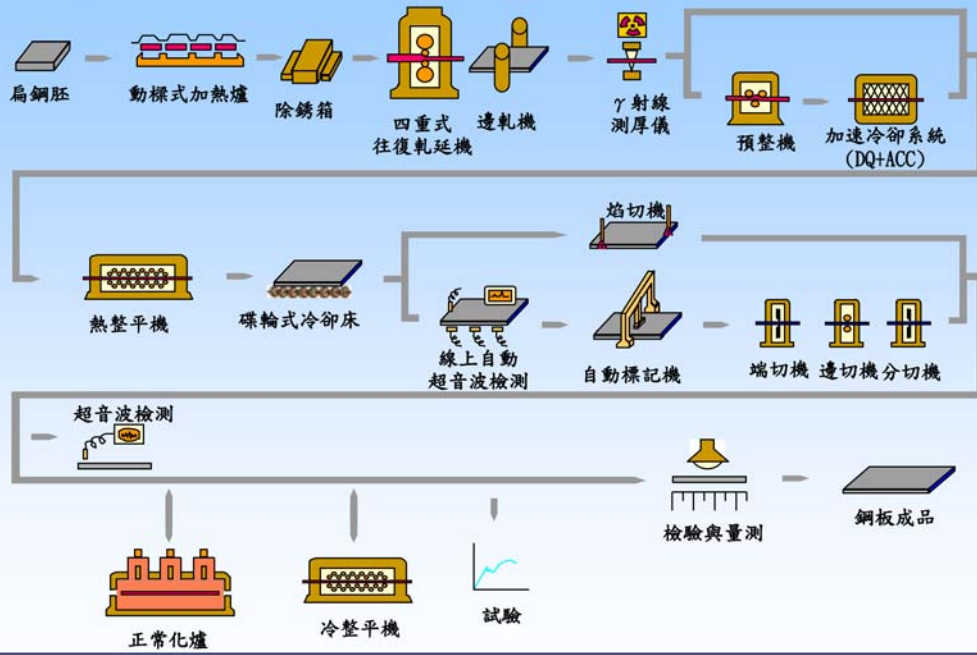 扁鋼胚
動樑式加熱爐
除銹箱
四重式
往復軋延機
邊軋機
γ射線
測厚儀
預整機
加速冷卻系統
(DQ+ACC)
熱整平機
碟輪式冷卻床
焰切機
線上自動
超音波檢測
自動標記機
端切機
邊切機
分切機
超音波檢測
檢驗與量測
鋼板成品
正常化爐
冷整平機
試驗